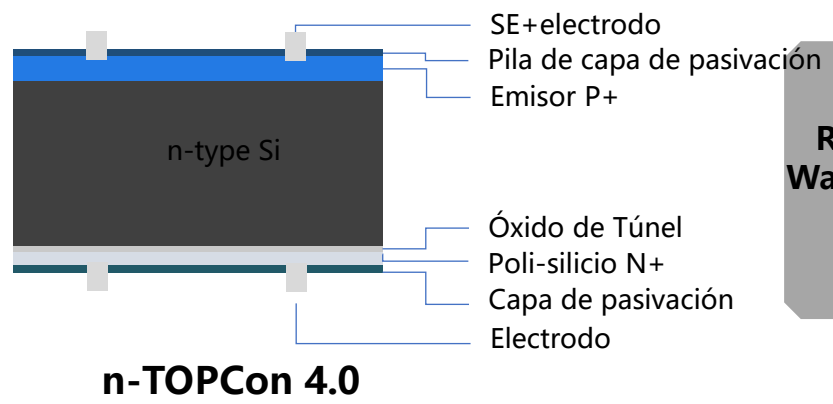 SE+electrodo
Pila de capa de pasivación
Emisor P+
n-type Si
Óxido de Túnel
Poli-silicio N+
Capa de pasivación
Electrodo
n-TOPCon 4.0